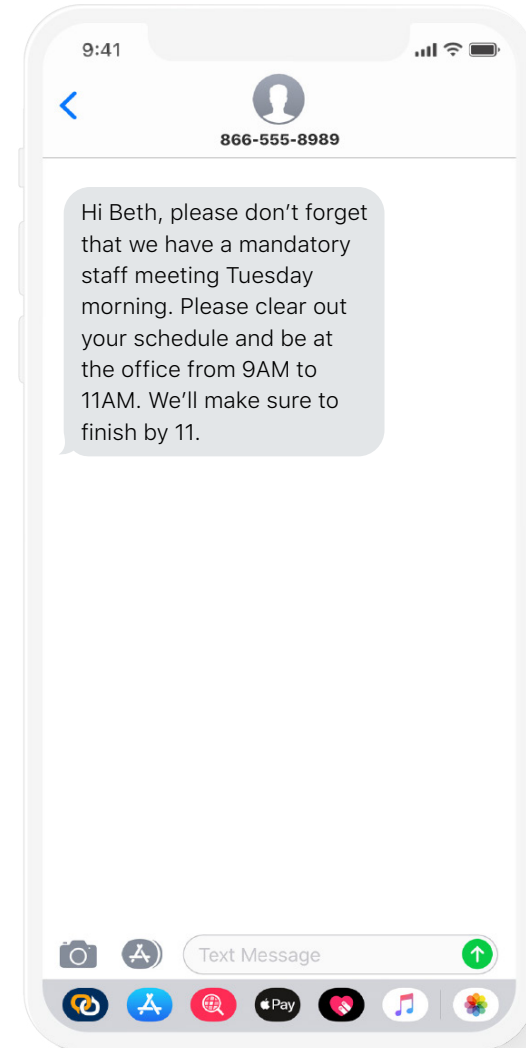 9:41
866-555-8989
Hi Beth, please don’t forget
that we have a mandatory
staff meeting Tuesday
morning. Please clear out
your schedule and be at
the office from 9AM to
11AM. We’ll make sure to
finish by 11.
Text Message
Pay